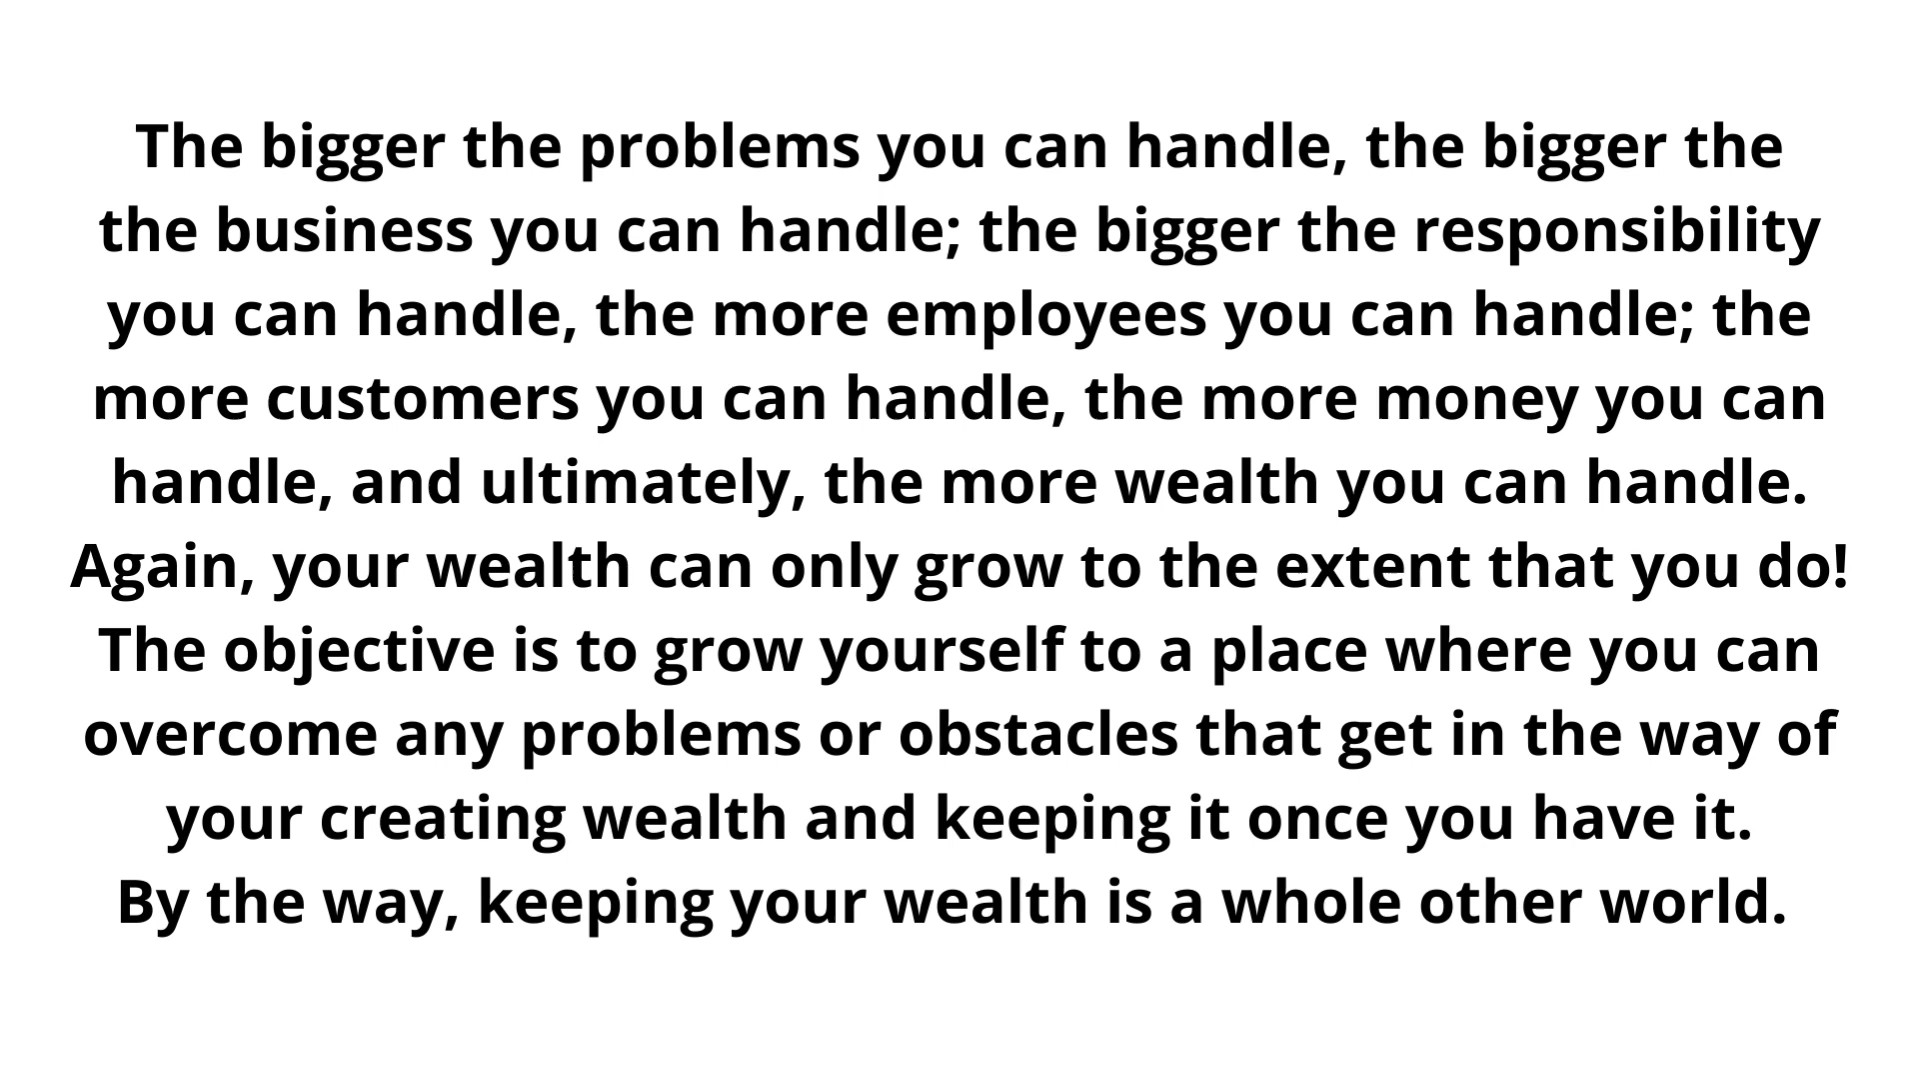 The bigger the problems you can handle, the bigger the
the business you can handle; the bigger the responsibility
you can handle, the more employees you can handle; the
more customers you can handle, the more money you can
handle, and ultimately, the more wealth you can handle.
Again, your wealth can only grow to the extent that you do!
The objective is to grow yourself to a place where you can
overcome any problems or obstacles that get in the way of
your creating wealth and keeping it once you have it.
By the way, keeping your wealth is a whole other world.